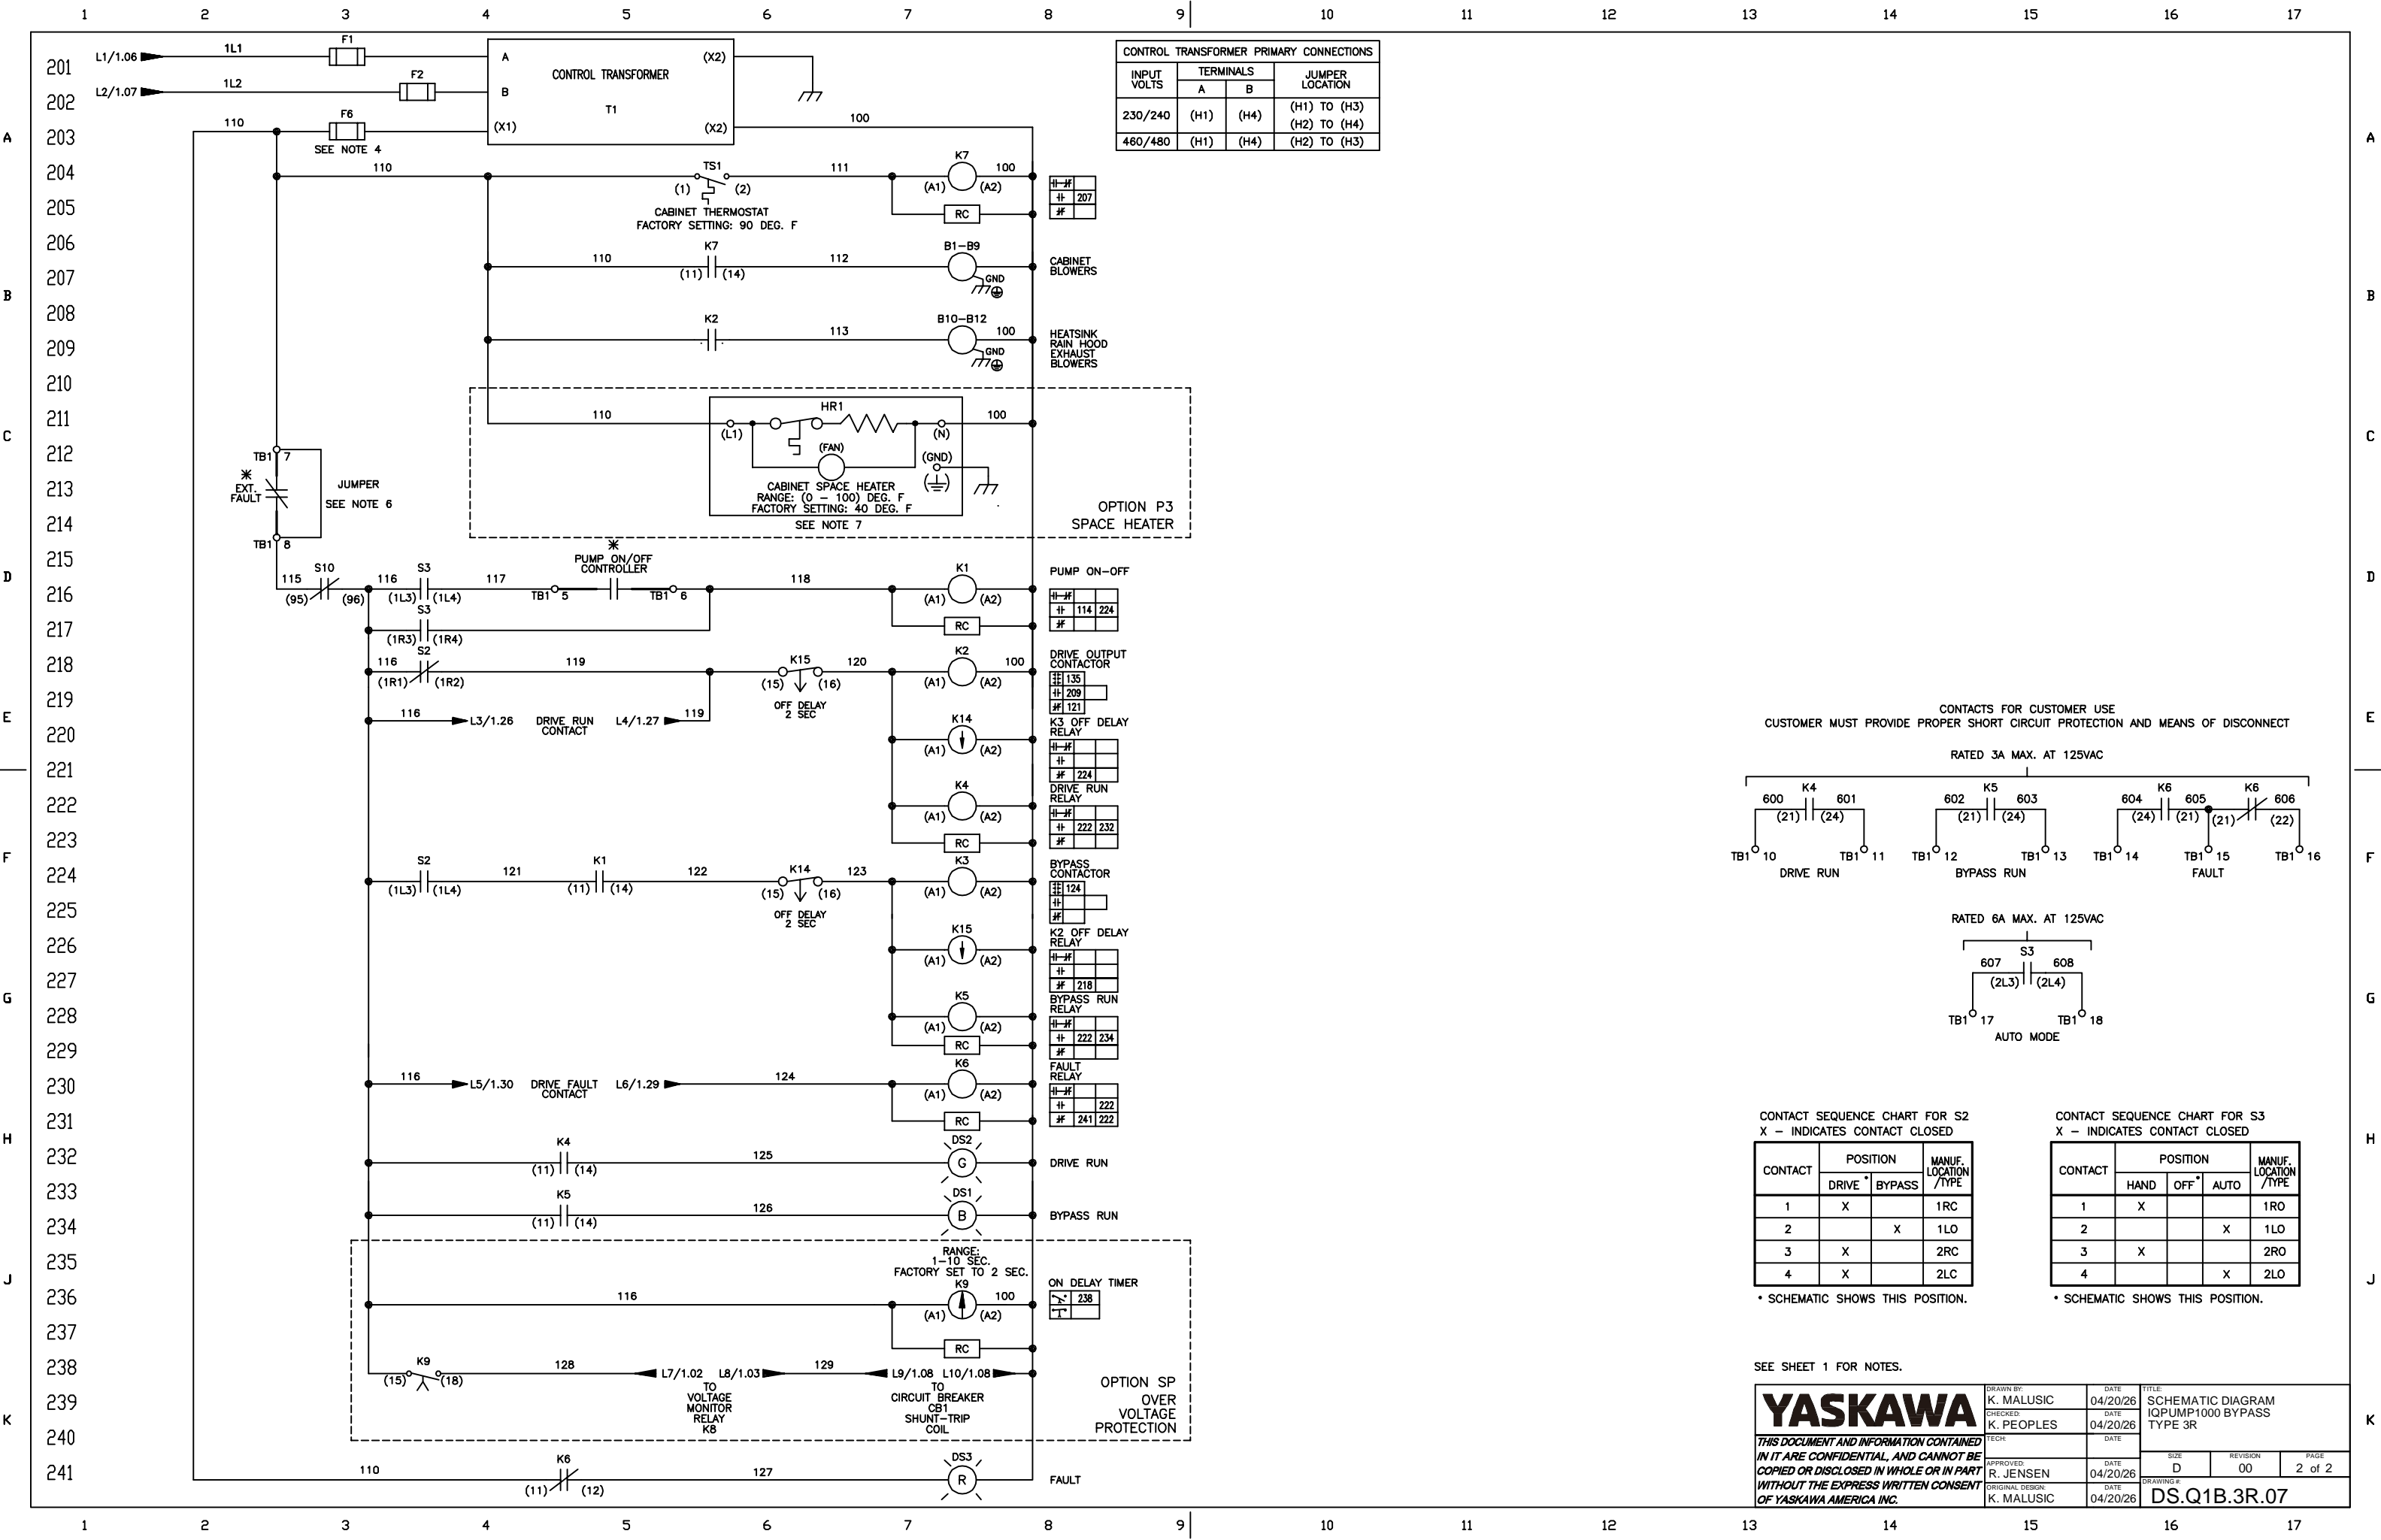 1 2 3 4 5 6 7 8 9 10 11 12 13 14 15 16 17
A
B
C
D
E
F
G
H
J
K
201
202
203
204
205
206
207
208
209
210
211
212
213
214
215
216
217
218
219
220
221
222
223
224
225
226
227
228
229
230
231
232
233
234
235
236
237
238
239
240
241
L1/1.06 1L1 F1 A (X2)
CONTROL TRANSFORMER
L2/1.07 1L2 F2 B
T1
110 F6 (X1) (X2) 100
SEE NOTE 4
110 TS1 111 K7 100
(1) (2) (A1) (A2)
207
RC
CABINET THERMOSTAT
FACTORY SETTING: 90 DEG. F
110 K7 112 B1-B9
(11) (14)
GND
CABINET
BLOWERS
K2 113 B10-B12 100
GND
HEATSINK
RAIN HOOD
EXHAUST
BLOWERS
110 HR1 100
(L1) (N)
(FAN)
(GND)
CABINET SPACE HEATER
RANGE: (0 - 100) DEG. F
FACTORY SETTING: 40 DEG. F
SEE NOTE 7
OPTION P3
SPACE HEATER
TB1 7
EXT.
FAULT
JUMPER
SEE NOTE 6
TB1 8
PUMP ON/OFF
CONTROLLER
115 S10 116 S3 117 118 K1
(95) (96) (1L3) (1L4) TB1 5 TB1 6 (A1) (A2)
PUMP ON-OFF
114 224
S3
(1R3) (1R4)
RC
116 S2 119 K15 120 K2 100
(1R1) (1R2) (15) (16) (A1) (A2)
OFF DELAY
2 SEC
DRIVE OUTPUT
CONTACTOR
135
209
121
116 L3/1.26 DRIVE RUN
CONTACT
L4/1.27 119
K14
(A1) (A2)
K3 OFF DELAY
RELAY
224
K4
(A1) (A2)
DRIVE RUN
RELAY
222 232
RC
S2 121 K1 122 K14 123 K3
(1L3) (1L4) (11) (14) (15) (16) (A1) (A2)
OFF DELAY
2 SEC
BYPASS
CONTACTOR
124
K15
(A1) (A2)
K2 OFF DELAY
RELAY
218
K5
(A1) (A2)
BYPASS RUN
RELAY
222 234
RC
116 L5/1.30 DRIVE FAULT
CONTACT
L6/1.29 124 K6
(A1) (A2)
FAULT
RELAY
222
241 222
RC
K4 125 DS2
(11) (14) G
DRIVE RUN
K5 126 DS1
(11) (14) B
BYPASS RUN
RANGE:
1-10 SEC.
FACTORY SET TO 2 SEC.
116 K9 100
(A1) (A2)
ON DELAY TIMER
238
RC
K9 128 L7/1.02 L8/1.03 129 L9/1.08 L10/1.08
(15) (18)
TO
VOLTAGE
MONITOR
RELAY
K8
TO
CIRCUIT BREAKER
CB1
SHUNT-TRIP
COIL
OPTION SP
OVER
VOLTAGE
PROTECTION
110 K6 127 DS3
(11) (12) R
FAULT
CONTROL TRANSFORMER PRIMARY CONNECTIONS
INPUT
VOLTS
TERMINALS
A B
JUMPER
LOCATION
230/240 (H1) (H4) (H1) TO (H3)
(H2) TO (H4)
460/480 (H1) (H4) (H2) TO (H3)
CONTACTS FOR CUSTOMER USE
CUSTOMER MUST PROVIDE PROPER SHORT CIRCUIT PROTECTION AND MEANS OF DISCONNECT
RATED 3A MAX. AT 125VAC
600 K4 601 602 K5 603 604 K6 605 K6 606
(21) (24) (21) (24) (24) (21) (21) (22)
TB1 10 TB1 11 TB1 12 TB1 13 TB1 14 TB1 15 TB1 16
DRIVE RUN BYPASS RUN FAULT
RATED 6A MAX. AT 125VAC
607 S3 608
(2L3) (2L4)
TB1 17 TB1 18
AUTO MODE
CONTACT SEQUENCE CHART FOR S2
X - INDICATES CONTACT CLOSED
CONTACT POSITION MANUF.
LOCATION
/TYPE
DRIVE* BYPASS
1 X 1RC
2 X 1LO
3 X 2RC
4 X 2LC
* SCHEMATIC SHOWS THIS POSITION.
CONTACT SEQUENCE CHART FOR S3
X - INDICATES CONTACT CLOSED
CONTACT POSITION MANUF.
LOCATION
/TYPE
HAND OFF* AUTO
1 X 1RO
2 X 1LO
3 X 2RO
4 X 2LO
* SCHEMATIC SHOWS THIS POSITION.
SEE SHEET 1 FOR NOTES.
YASKAWA
THIS DOCUMENT AND INFORMATION CONTAINED
IN IT ARE CONFIDENTIAL, AND CANNOT BE
COPIED OR DISCLOSED IN WHOLE OR IN PART
WITHOUT THE EXPRESS WRITTEN CONSENT
OF YASKAWA AMERICA INC.
DRAWN BY: K. MALUSIC DATE 04/20/26
CHECKED: K. PEOPLES DATE 04/20/26
TECH: DATE
APPROVED: R. JENSEN DATE 04/20/26
ORIGINAL DESIGN: K. MALUSIC DATE 04/20/26
TITLE:
SCHEMATIC DIAGRAM
IQPUMP1000 BYPASS
TYPE 3R
SIZE D REVISION 00 PAGE 2 of 2
DRAWING #: DS.Q1B.3R.07
A
B
C
D
E
F
G
H
J
K
1 2 3 4 5 6 7 8 9 10 11 12 13 14 15 16 17